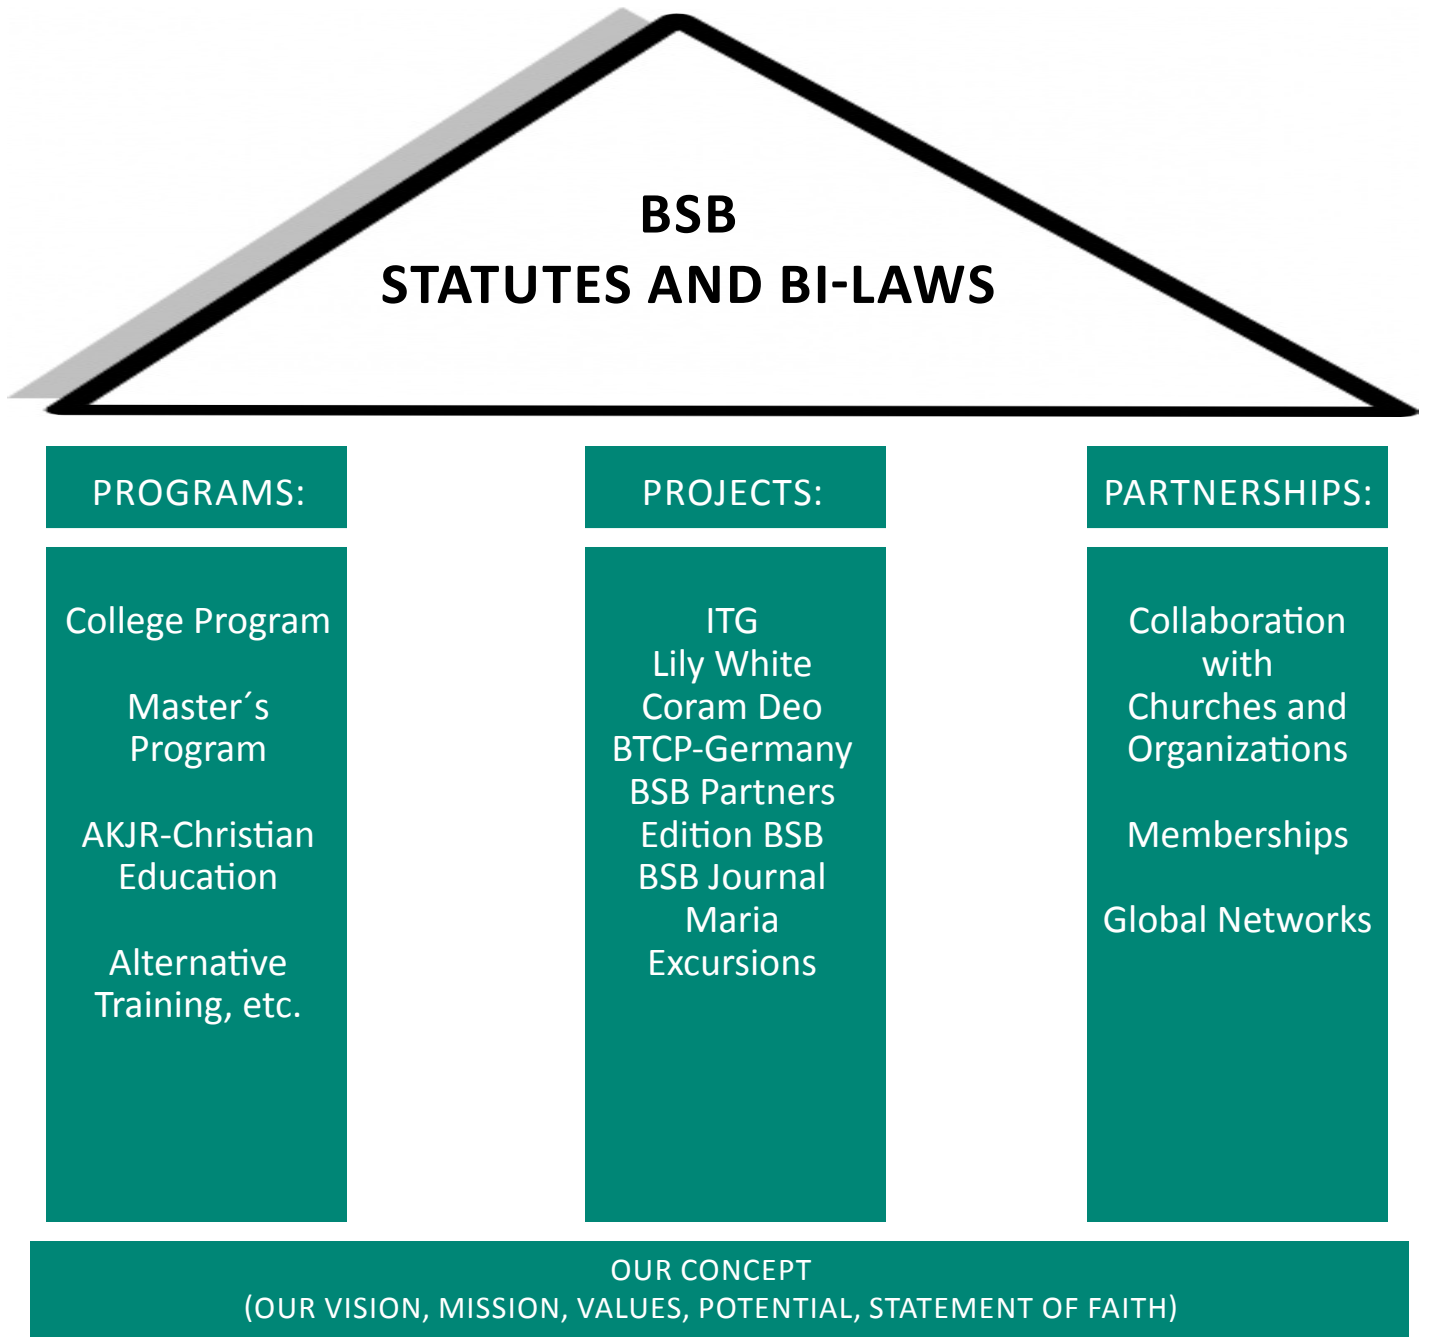 BSB
STATUTES AND BI-LAWS
PROGRAMS:
College Program
Master´s
Program
AKJR-Christian
Education
Alternative
Training, etc.
PROJECTS:
ITG
Lily White
Coram Deo
BTCP-Germany
BSB Partners
Edition BSB
BSB Journal
Maria
Excursions
PARTNERSHIPS:
Collaboration
with
Churches and
Organizations
Memberships
Global Networks
OUR CONCEPT
(OUR VISION, MISSION, VALUES, POTENTIAL, STATEMENT OF FAITH)